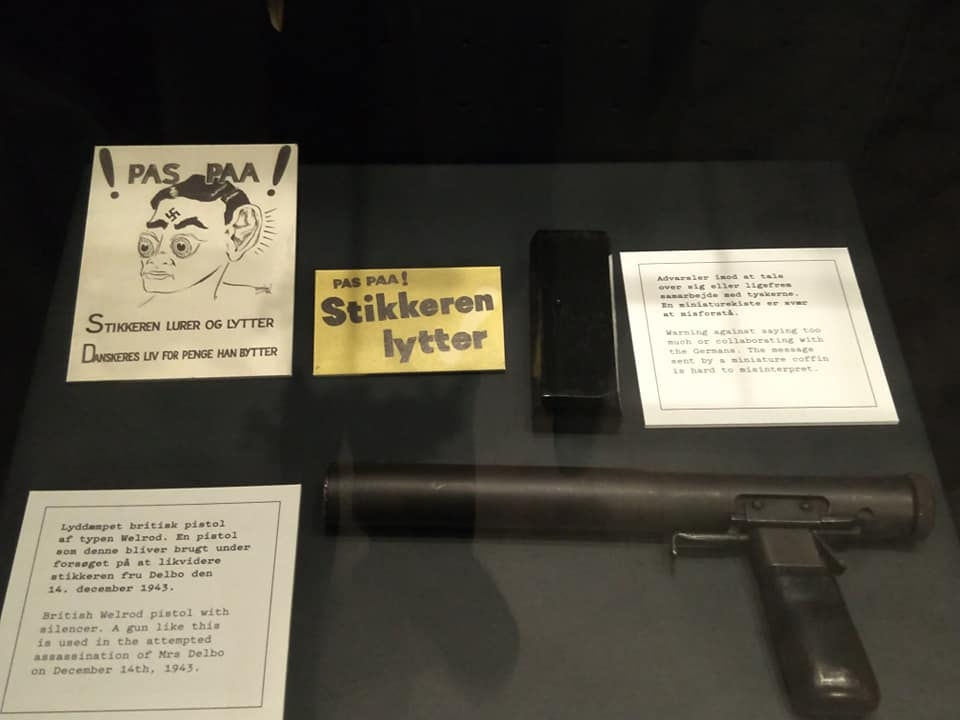 ! PAS PAA !
STIKKEREN LURER OG LYTTER
DANSKERES LIV FOR PENGE HAN BYTTER
PAS PAA!
Stikkeren
lytter
Advarsler imod at tale
over sig eller ligefrem
samarbejde med tyskerne.
En miniaturekiste er svær
at misforstå.
Warning against saying too
much or collaborating with
the Germans. The message
sent by a miniature coffin
is hard to misinterpret.
Lyddæmpet britisk pistol
af typen Welrod. En pistol
som denne bliver brugt under
forsøget på at likvidere
stikkeren fru Delbo den
14. december 1943.
British Welrod pistol with
silencer. A gun like this
is used in the attempted
assassination of Mrs Delbo
on December 14th, 1943.